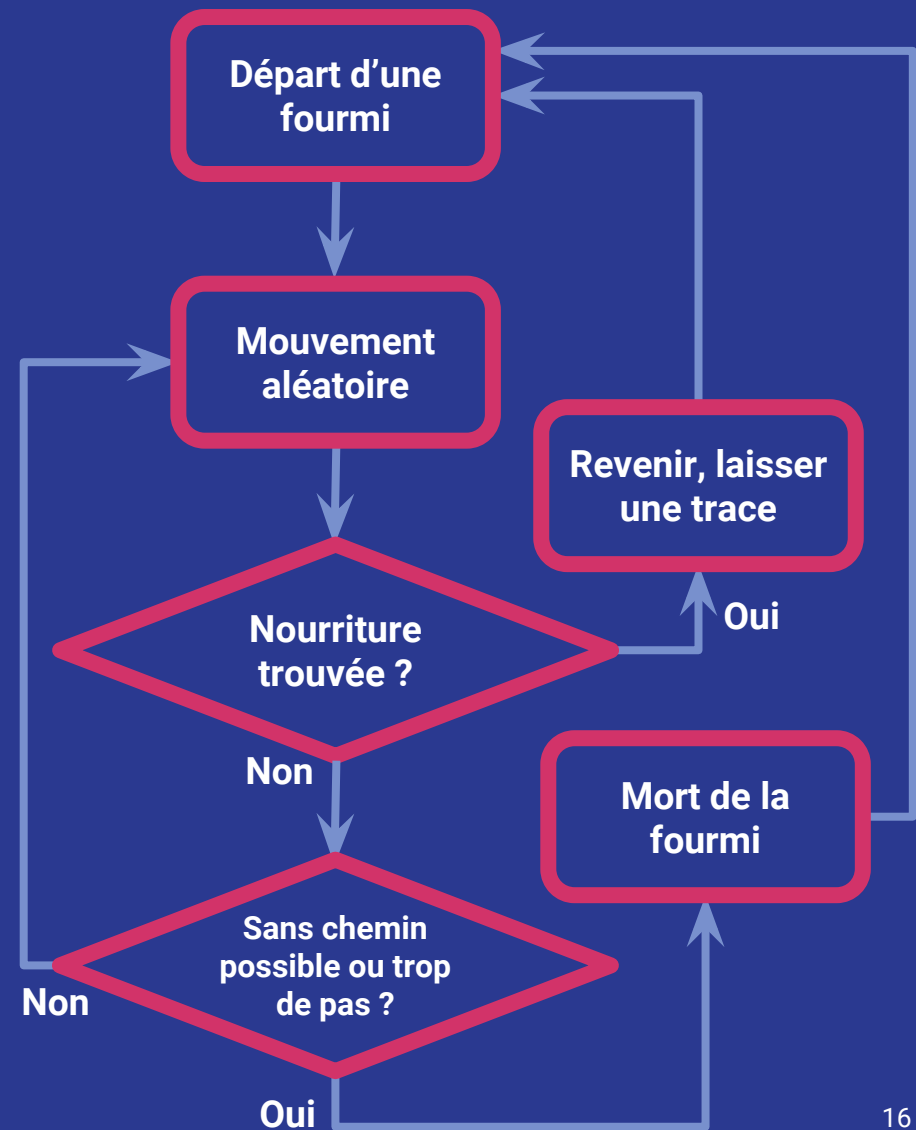 Départ d’une
fourmi
Mouvement
aléatoire
Revenir, laisser
une trace
Oui
Nourriture
trouvée ?
Non
Mort de la
fourmi
Sans chemin
possible ou trop
de pas ?
Non
Oui
16